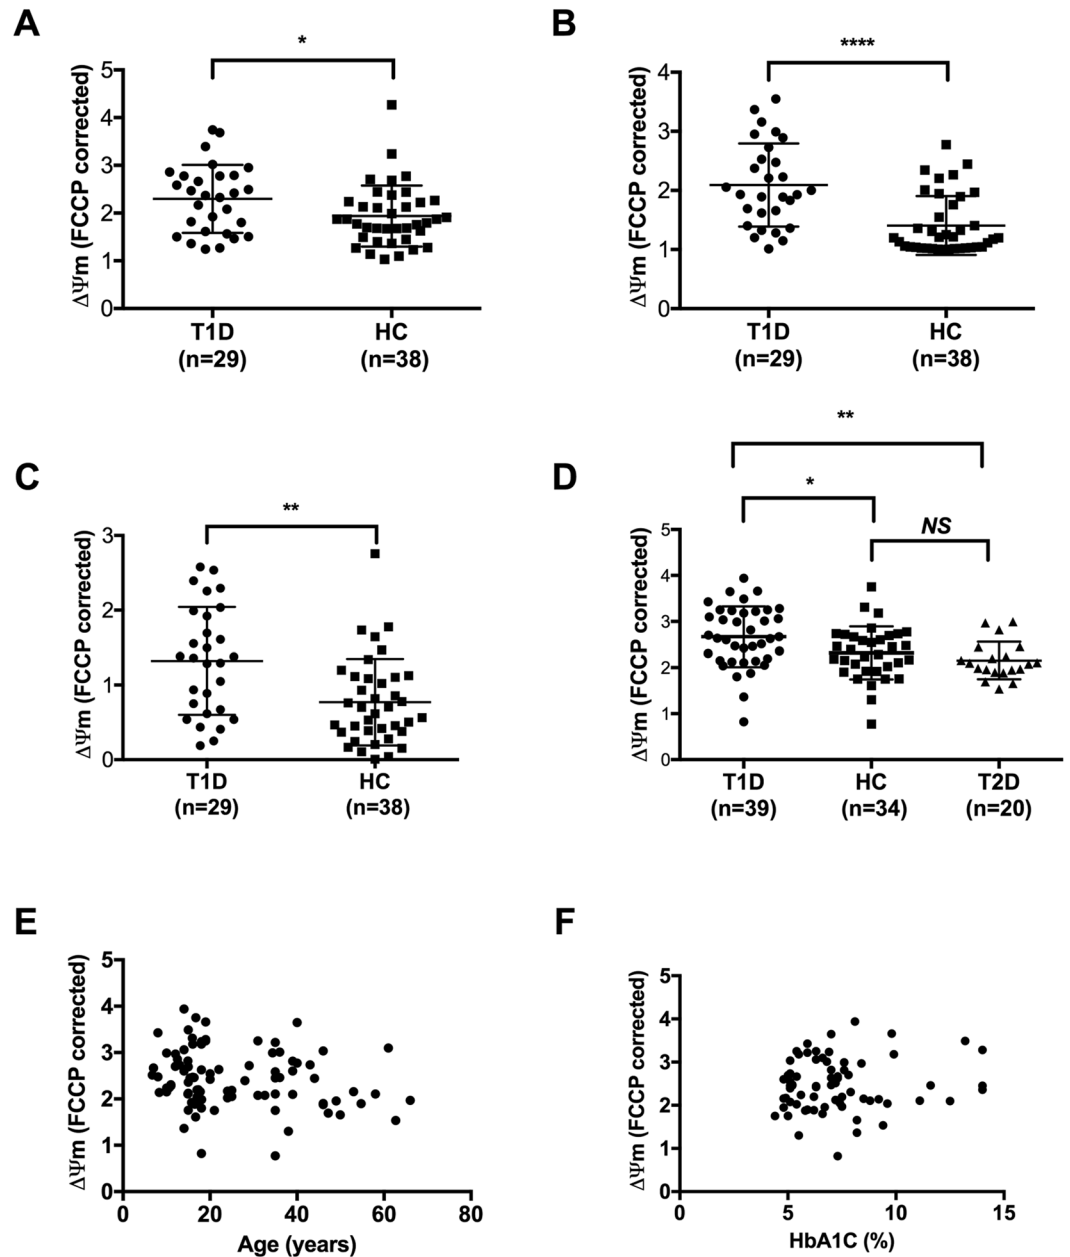 A
*
ΔΨm (FCCP corrected)
5
4
3
2
1
0
T1D
(n=29)
HC
(n=38)
B
****
ΔΨm (FCCP corrected)
4
3
2
1
0
T1D
(n=29)
HC
(n=38)
C
**
ΔΨm (FCCP corrected)
3
2
1
0
T1D
(n=29)
HC
(n=38)
D
**
*
NS
ΔΨm (FCCP corrected)
5
4
3
2
1
0
T1D
(n=39)
HC
(n=34)
T2D
(n=20)
E
ΔΨm (FCCP corrected)
5
4
3
2
1
0
0 20 40 60 80
Age (years)
F
ΔΨm (FCCP corrected)
5
4
3
2
1
0
0 5 10 15
HbA1C (%)